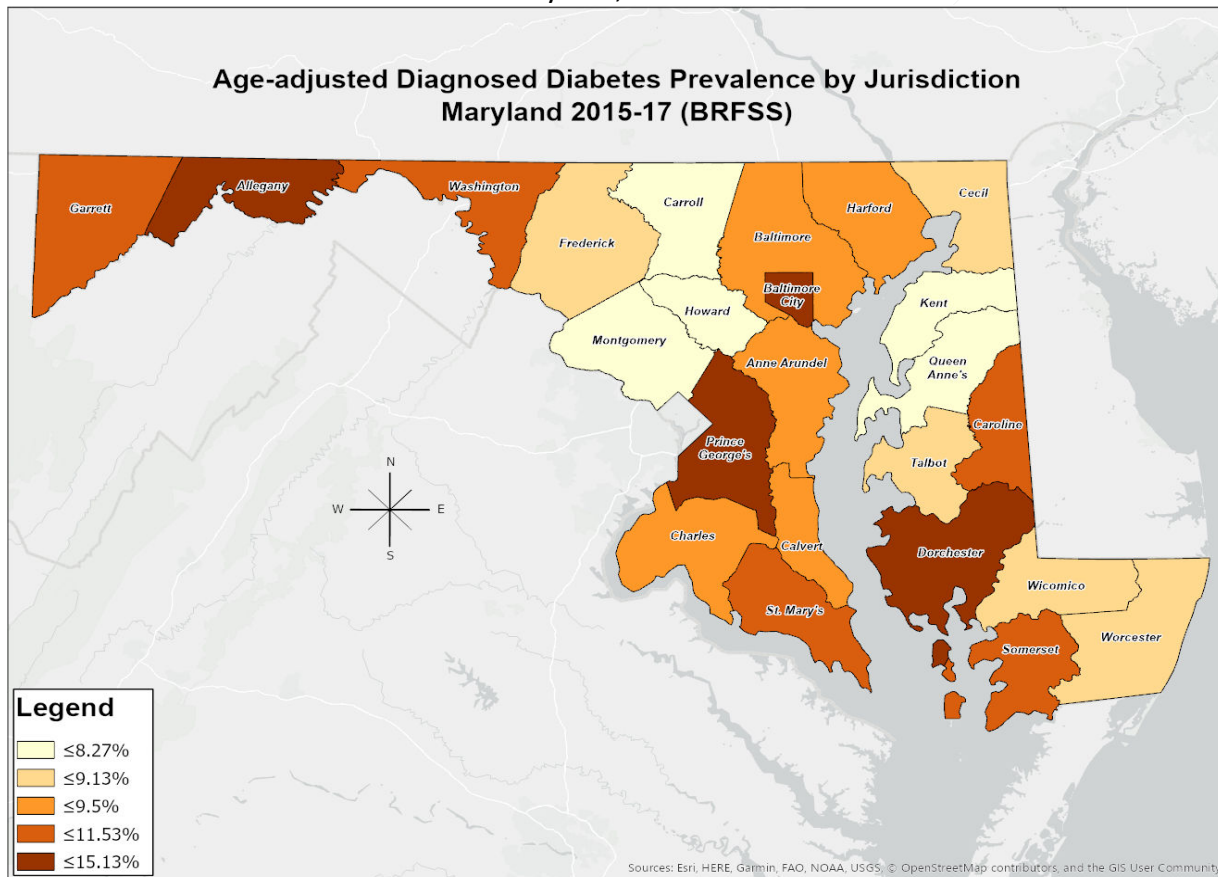 Age-adjusted Diagnosed Diabetes Prevalence by Jurisdiction
Maryland 2015-17 (BRFSS)
Garrett
Allegany
Washington
Frederick
Carroll
Baltimore
Harford
Cecil
Baltimore
City
Kent
Howard
Montgomery
Anne Arundel
Queen
Anne's
Prince
George's
Talbot
Caroline
Charles
Calvert
Dorchester
St. Mary's
Wicomico
Somerset
Worcester
N
W
E
S
Legend
≤8.27%
≤9.13%
≤9.5%
≤11.53%
≤15.13%
Sources: Esri, HERE, Garmin, FAO, NOAA, USGS, © OpenStreetMap contributors, and the GIS User Community